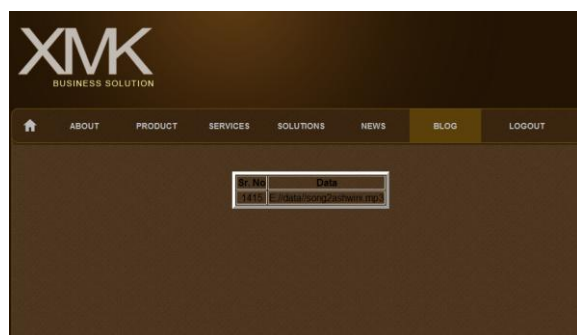 XMK
BUSINESS SOLUTION
ABOUT PRODUCT SERVICES SOLUTIONS NEWS BLOG LOGOUT
Sr. No Data
1415 E://data//song2ashwini.mp3